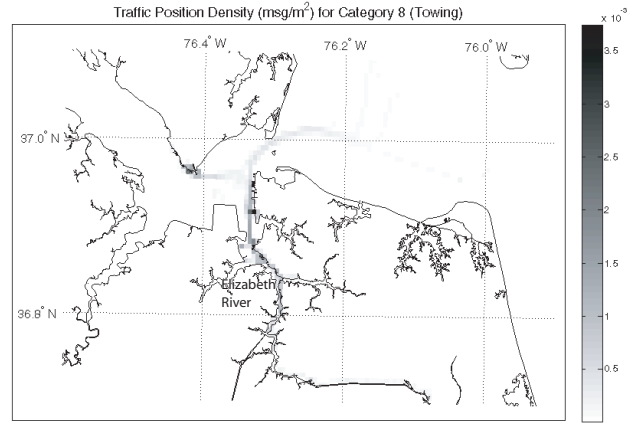 Traffic Position Density (msg/m²) for Category 8 (Towing)
x 10⁻³
76.4° W 76.2° W 76.0° W
3.5
3
37.0° N
2.5
2
1.5
Elizabeth
River
36.8° N
1
0.5